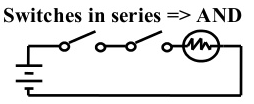 Switches in series => AND